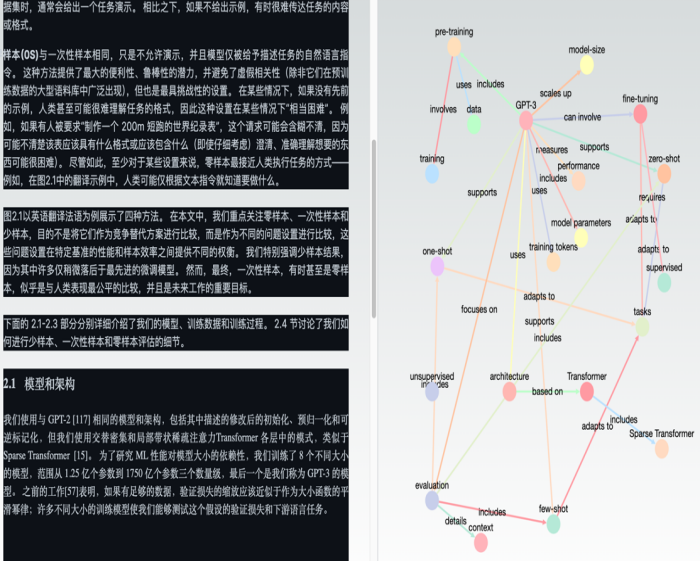 据集时，通常会给出一个任务演示。 相比之下，如果不给出示例，有时很难传达任务的内容
或格式。
样本(OS)与一次性样本相同，只是不允许演示，并且模型仅被给予描述任务的自然语言指
令。 这种方法提供了最大的便利性、鲁棒性的潜力，并避免了虚假相关性（除非它们在预训
练数据的大型语料库中广泛出现），但也是最具挑战性的设置。 在某些情况下，如果没有先前
的示例，人类甚至可能很难理解任务的格式，因此这种设置在某些情况下"相当困难"。 例
如，如果有人被要求"制作一个 200m 短跑的世界纪录表"，这个请求可能会含糊不清，因为
可能不清楚该表应该具有什么格式或应该包含什么（即使仔细考虑）澄清、准确理解想要的东
西可能很困难）。尽管如此，至少对于某些设置来说，零样本最接近人类执行任务的方式——
例如，在图2.1中的翻译示例中，人类可能仅根据文本指令就知道要做什么。
图2.1以英语翻译法语为例展示了四种方法。 在本文中，我们重点关注零样本、一次性样本和
少样本，目的不是将它们作为竞争替代方案进行比较，而是作为不同的问题设置进行比较，这
些问题设置在特定基准的性能和样本效率之间提供不同的权衡。 我们特别强调少样本结果，
因为其中许多仅稍微落后于最先进的微调模型。 然而，最终，一次性样本，有时甚至是零样
本，似乎是与人类表现最公平的比较，并且是未来工作的重要目标。
下面的 2.1-2.3 部分分别详细介绍了我们的模型、训练数据和训练过程。 2.4 节讨论了我们如
何进行少样本、一次性样本和零样本评估的细节。
2.1 模型和架构
我们使用与 GPT-2 [117] 相同的模型和架构，包括其中描述的修改后的初始化、预归一化和可
逆标记化，但我们使用交替密集和局部带状稀疏注意力Transformer 各层中的模式，类似于
Sparse Transformer [15]。 为了研究 ML 性能对模型大小的依赖性，我们训练了 8 个不同大小
的模型，范围从 1.25 亿个参数到 1750 亿个参数三个数量级，最后一个是我们称为 GPT-3 的模
型。 之前的工作[57]表明，如果有足够的数据，验证损失的缩放应该近似于作为大小函数的平
滑幂律；许多不同大小的训练模型使我们能够测试这个假设的验证损失和下游语言任务。
pre-training
model-size
uses
includes
scales up
fine-tuning
involves
data
GPT-3
can involve
measures
supports
training
performance
zero-shot
includes
supports
uses
requires
model parameters
adapts to
training tokens
one-shot
uses
adapts to
supervised
adapts to
focuses on
supports
tasks
includes
unsupervised
includes
architecture
Transformer
based on
includes
adapts to
Sparse Transformer
evaluation
includes
few-shot
details
context